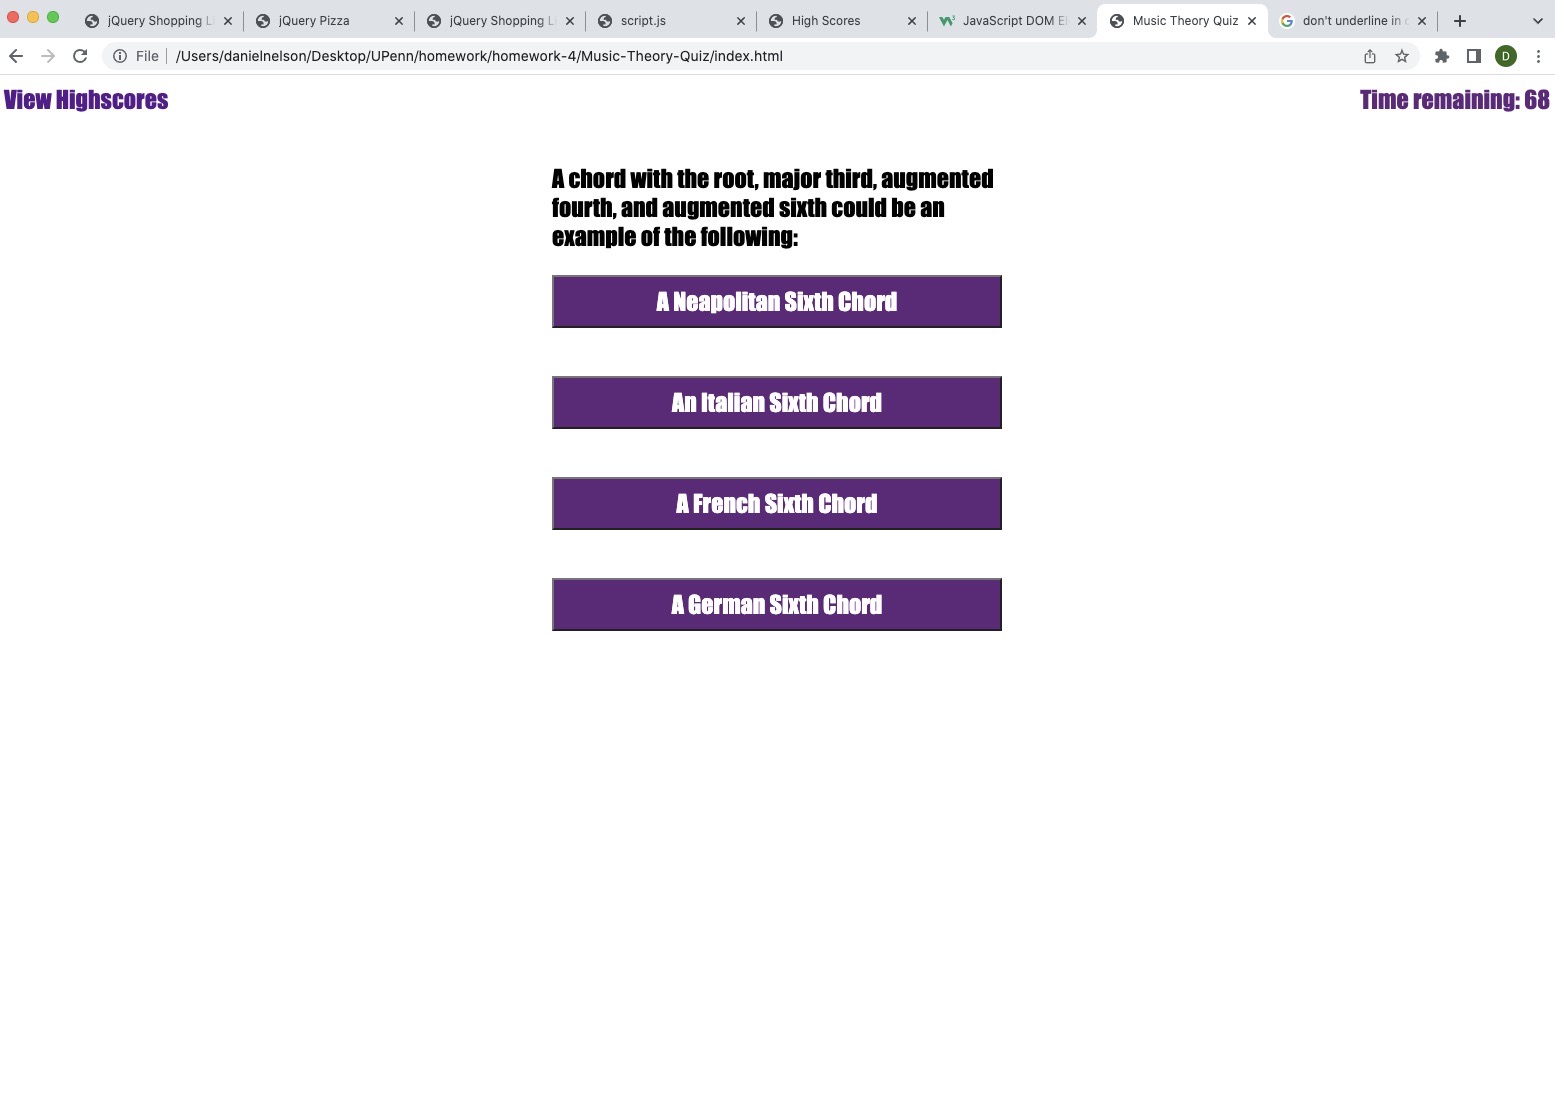 jQuery Shopping Li
jQuery Pizza
jQuery Shopping Li
script.js
High Scores
JavaScript DOM El
Music Theory Quiz
don't underline in c
File
/Users/danielnelson/Desktop/UPenn/homework/homework-4/Music-Theory-Quiz/index.html
D
View Highscores
Time remaining: 68
A chord with the root, major third, augmented
fourth, and augmented sixth could be an
example of the following:
A Neapolitan Sixth Chord
An Italian Sixth Chord
A French Sixth Chord
A German Sixth Chord